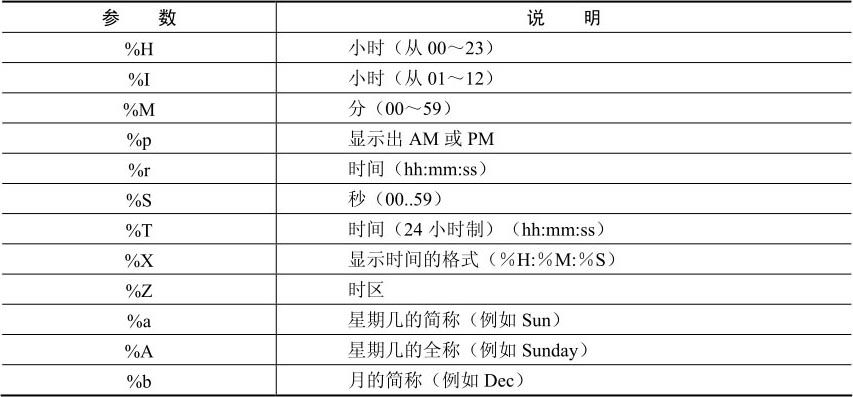 参 数 说 明
%H 小时（从 00～23）
%I 小时（从 01～12）
%M 分（00～59）
%p 显示出 AM 或 PM
%r 时间（hh:mm:ss）
%S 秒（00..59）
%T 时间（24 小时制）（hh:mm:ss）
%X 显示时间的格式（％H:％M:％S）
%Z 时区
%a 星期几的简称（例如 Sun）
%A 星期几的全称（例如 Sunday）
%b 月的简称（例如 Dec）